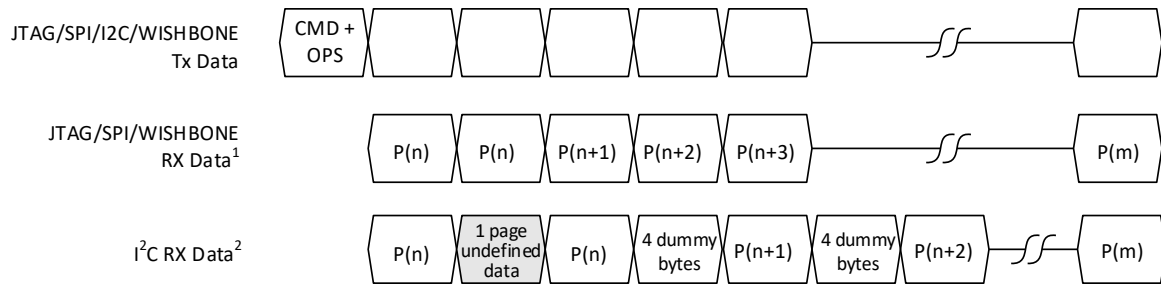 JTAG/SPI/I2C/WISHBONE
Tx Data
CMD +
OPS
JTAG/SPI/WISHBONE
RX Data¹
P(n)
P(n)
P(n+1)
P(n+2)
P(n+3)
P(m)
I²C RX Data²
P(n)
1 page
undefined
data
P(n)
4 dummy
bytes
P(n+1)
4 dummy
bytes
P(n+2)
P(m)